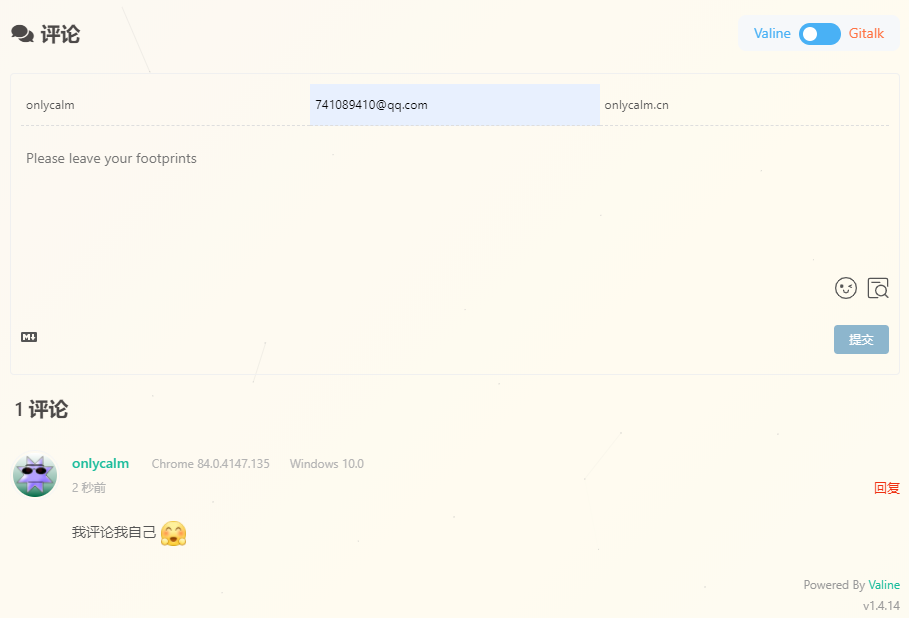 评论
Valine Gitalk
onlycalm 741089410@qq.com onlycalm.cn
Please leave your footprints
M
提交
1 评论
onlycalm Chrome 84.0.4147.135 Windows 10.0
2 秒前
回复
我评论我自己
Powered By Valine
v1.4.14